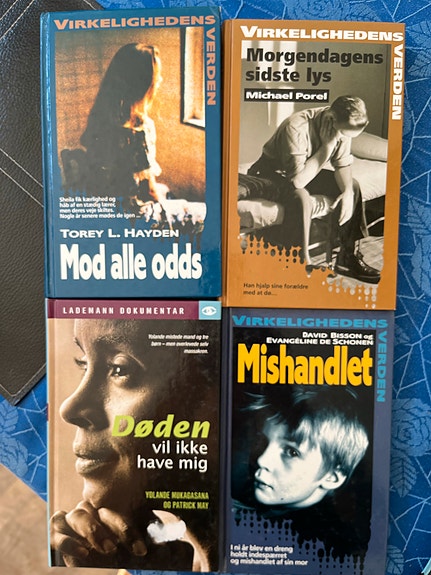 VIRKELIGHEDENS
VERDEN
Sheila fik kærlighed og
håb af en stædig lærer,
men deres veje skiltes.
Nogle år senere mødes de igen ...
TOREY L. HAYDEN
Mod alle odds
VIRKELIGHEDENS
VERDEN
Morgendagens
sidste lys
Michael Porel
Han hjalp sine forældre
med at dø...
LADEMANN DOKUMENTAR
Yolande mistede mand og tre
børn – men overlevede selv
massakren.
Døden
vil ikke
have mig
YOLANDE MUKAGASANA
OG PATRICK MAY
VIRKELIGHEDENS
VERDEN
DAVID BISSON og
EVANGÉLINE DE SCHONEN
Mishandlet
I ni år blev en dreng
holdt indespærret
og mishandlet af sin mor